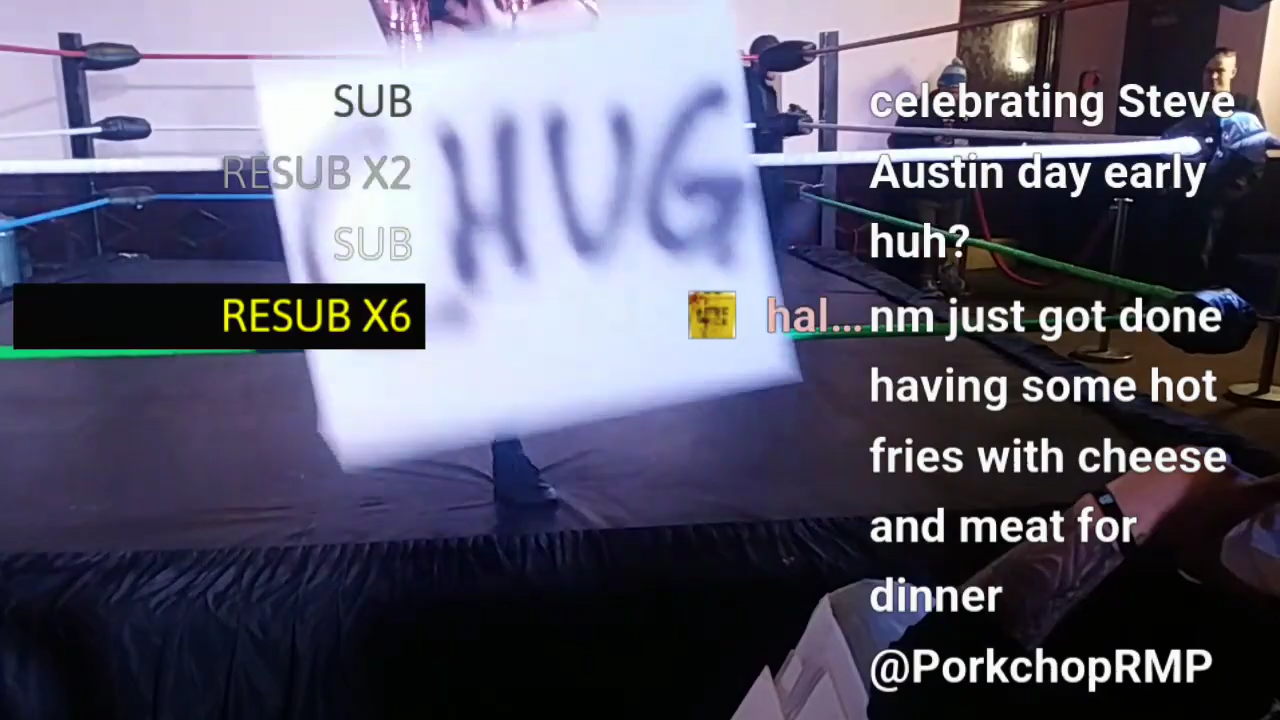 SUB
RESUB X2
SUB
RESUB X6
CHUG
celebrating Steve
Austin day early
huh?
hal... nm just got done
having some hot
fries with cheese
and meat for
dinner
@PorkchopRMP